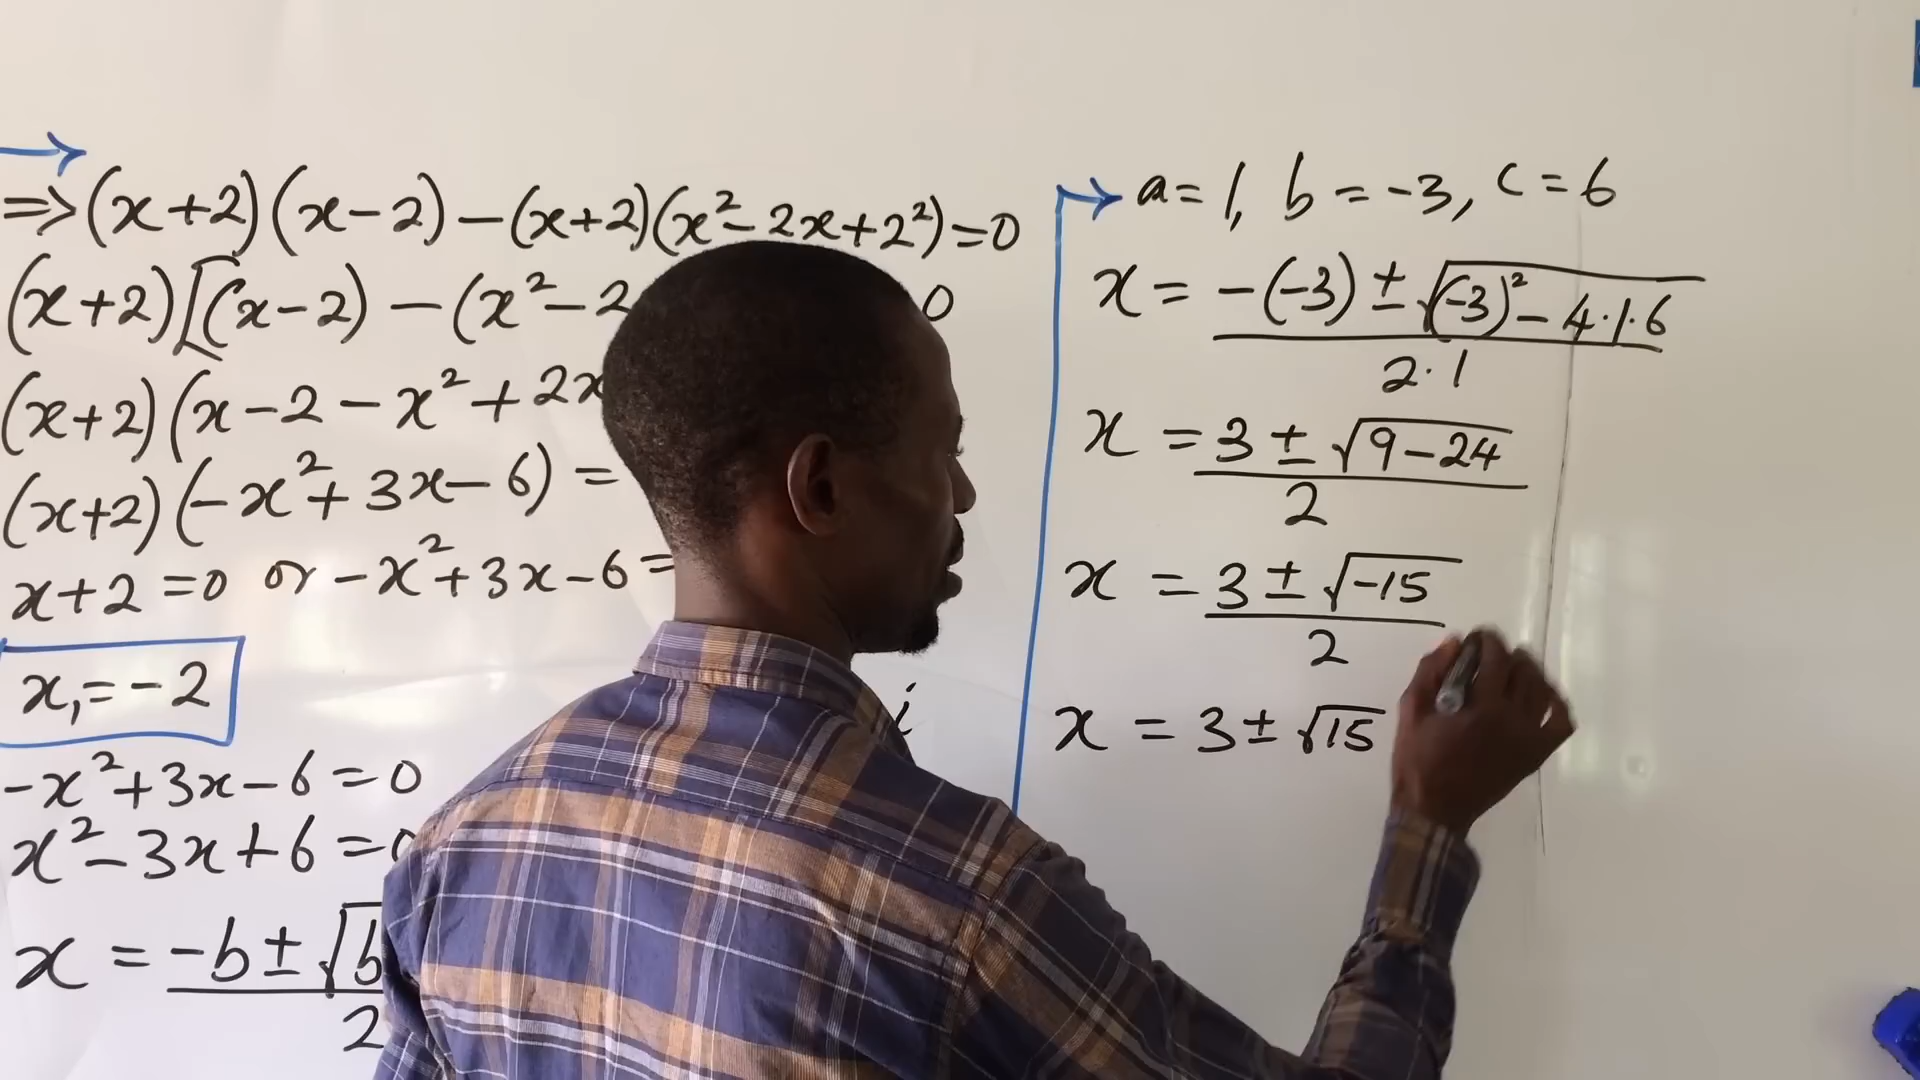 => (x+2)(x-2) - (x+2)(x²-2x+2²)=0
(x+2)[(x-2) - (x²-2 0
(x+2)(x-2-x²+2x
(x+2)(-x²+3x-6) =
x+2=0 or -x²+3x-6=
x₁=-2
i
-x²+3x-6=0
x²-3x+6=0
x = -b±√b
2
a=1, b=-3, c=6
x = -(-3)±√(-3)²-4·1·6
2·1
x = 3±√9-24
2
x = 3±√-15
2
x = 3±√15